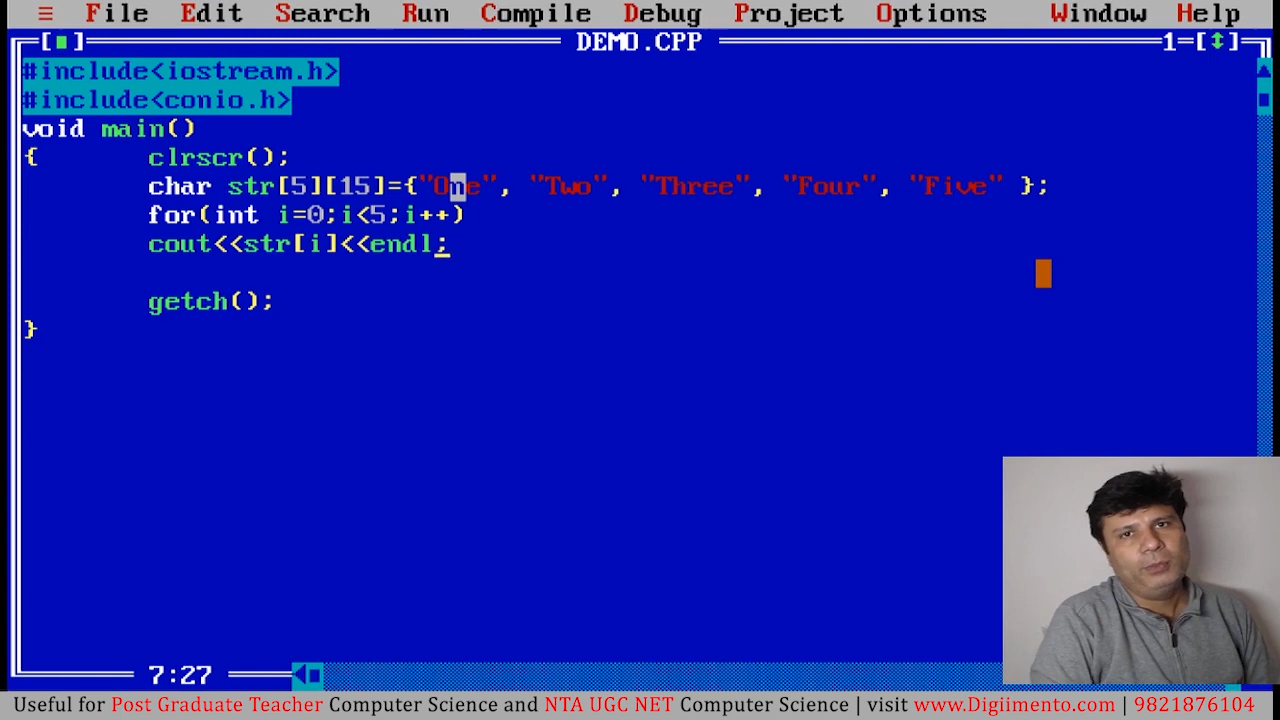 ≡ File Edit Search Run Compile Debug Project Options Window Help
[■] DEMO.CPP 1=[↕]
#include<iostream.h>
#include<conio.h>
void main()
{ clrscr();
char str[5][15]={"One", "Two", "Three", "Four", "Five" };
for(int i=0;i<5;i++)
cout<<str[i]<<endl;
getch();
}
7:27
Useful for Post Graduate Teacher Computer Science and NTA UGC NET Computer Science | visit www.Digiimento.com | 9821876104